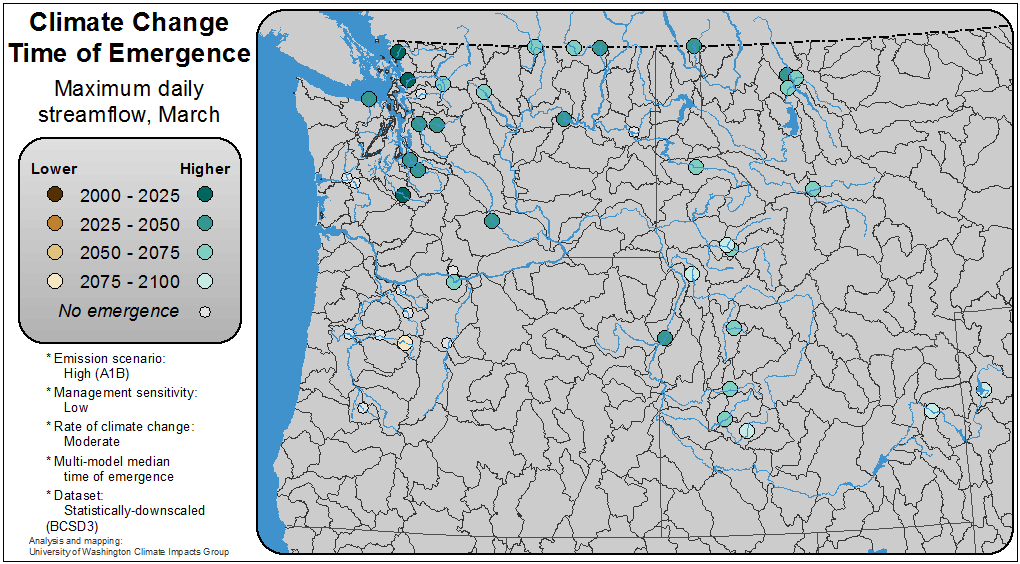 Climate Change
Time of Emergence
Maximum daily
streamflow, March
Lower Higher
2000 - 2025
2025 - 2050
2050 - 2075
2075 - 2100
No emergence
* Emission scenario:
High (A1B)
* Management sensitivity:
Low
* Rate of climate change:
Moderate
* Multi-model median
time of emergence
* Dataset:
Statistically-downscaled
(BCSD3)
Analysis and mapping:
University of Washington Climate Impacts Group